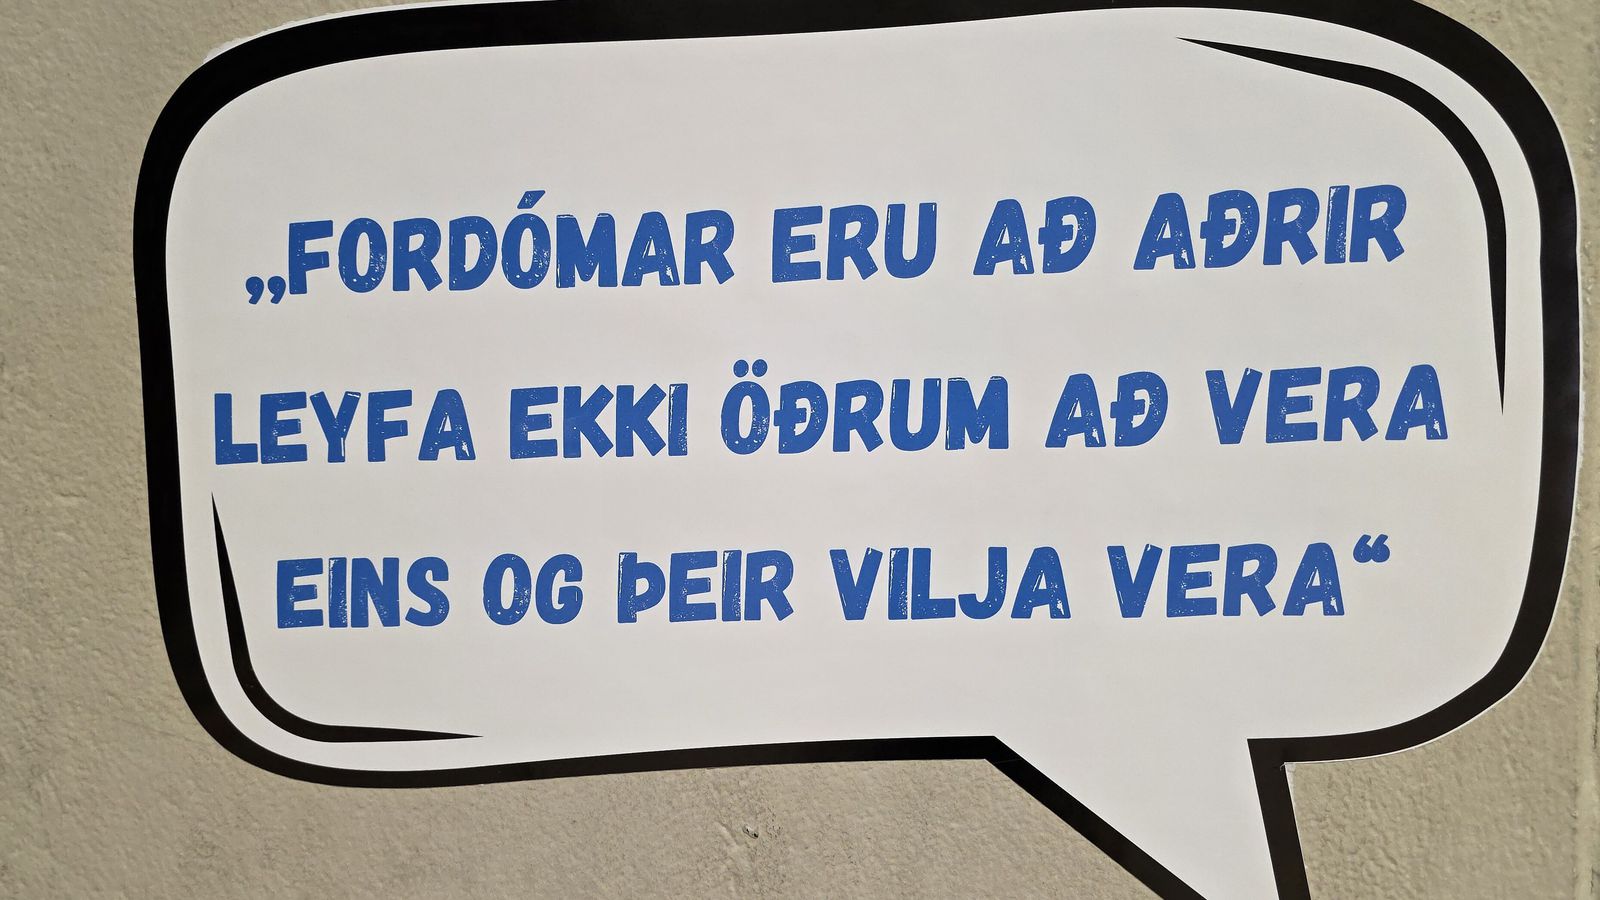 „FORDÓMAR ERU AÐ AÐRIR
LEYFA EKKI ÖÐRUM AÐ VERA
EINS OG ÞEIR VILJA VERA“